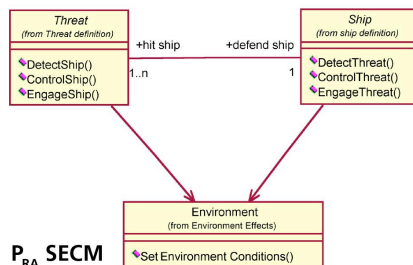 Threat
(from Threat definition)
DetectShip()
ControlShip()
EngageShip()
+hit ship
+defend ship
1..n
1
Ship
(from ship definition)
DetectThreat()
ControlThreat()
EngageThreat()
Environment
(from Environment Effects)
Set Environment Conditions()
PRA SECM